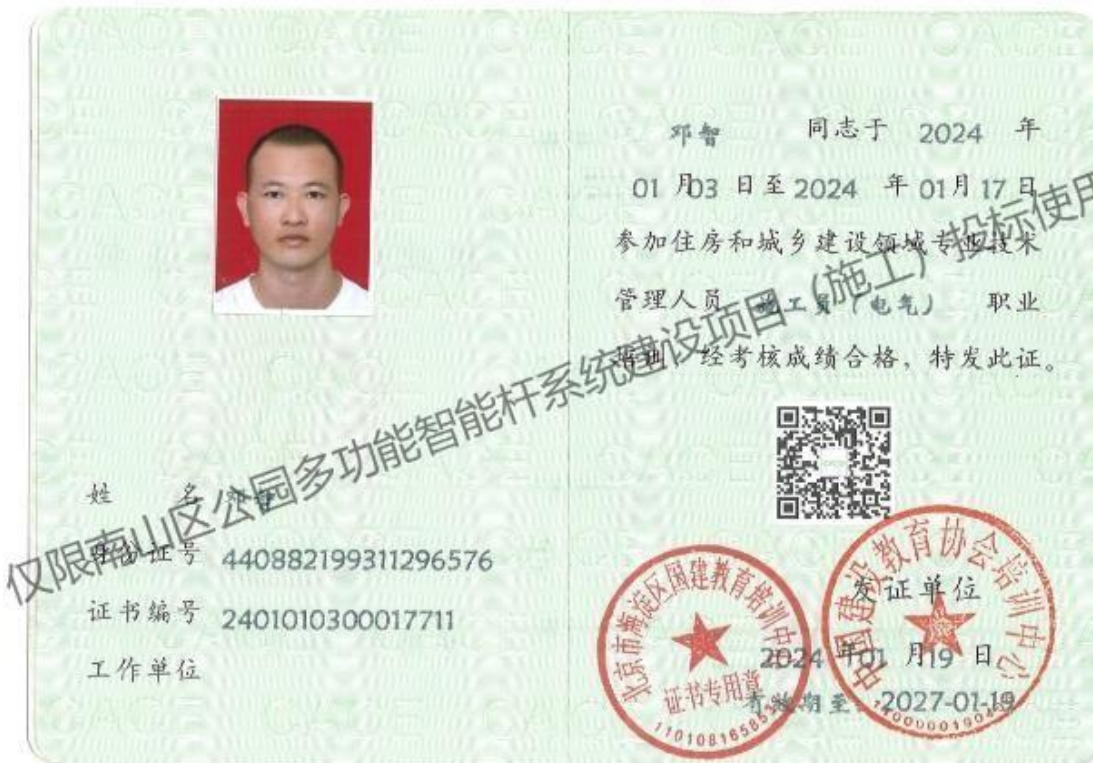 邓智 同志于 2024 年
01 月 03 日至 2024 年 01 月 17 日
参加住房和城乡建设领域专业技术
管理人员 施工员（电气） 职业
培训，经考核成绩合格，特发此证。
姓 名 邓智
身份证号 440882199311296576
证书编号 2401010300017711
工作单位
发证单位
2024 年 01 月 19 日
有效期至 2027-01-19
北京市海淀区国建教育培训中心
证书专用章
中国建设教育协会培训中心
仅限南山区公园多功能智能杆系统建设项目（施工）投标使用